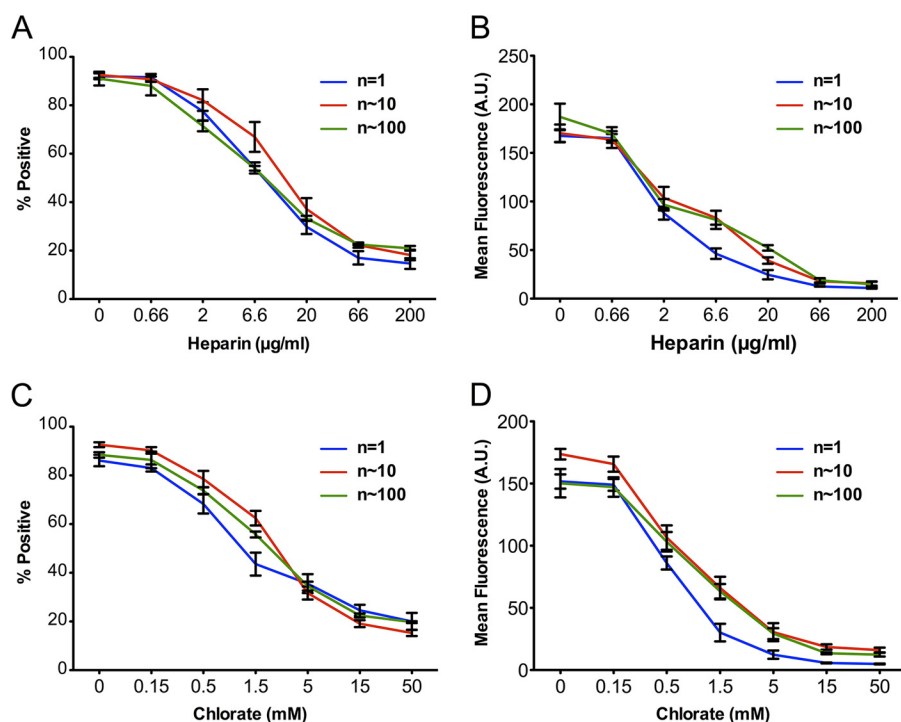 A
% Positive
100
80
60
40
20
0
n=1
n~10
n~100
0 0.66 2 6.6 20 66 200
Heparin (µg/ml)
B
Mean Fluorescence (A.U.)
250
200
150
100
50
0
n=1
n~10
n~100
0 0.66 2 6.6 20 66 200
Heparin (µg/ml)
C
% Positive
100
80
60
40
20
0
n=1
n~10
n~100
0 0.15 0.5 1.5 5 15 50
Chlorate (mM)
D
Mean Fluorescence (A.U.)
200
150
100
50
0
n=1
n~10
n~100
0 0.15 0.5 1.5 5 15 50
Chlorate (mM)